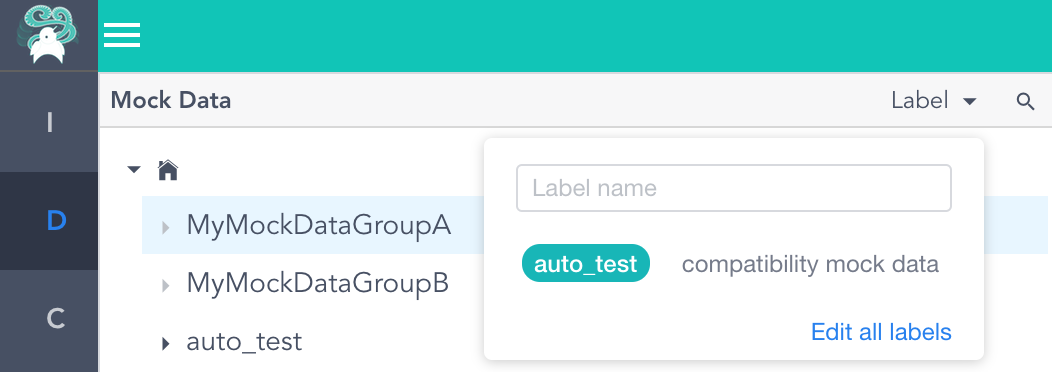 Mock Data
Label
I
D
C
MyMockDataGroupA
MyMockDataGroupB
auto_test
Label name
auto_test compatibility mock data
Edit all labels